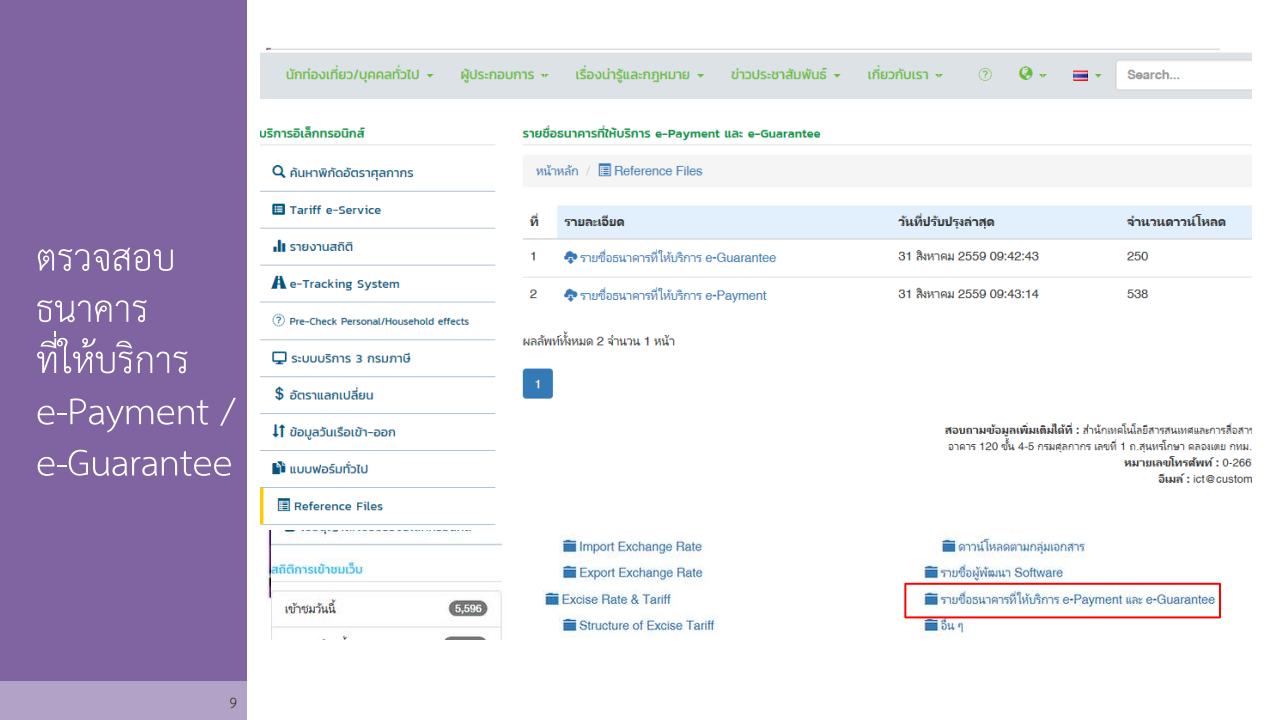 ตรวจสอบ
ธนาคาร
ที่ให้บริการ
e-Payment /
e-Guarantee
9
นักท่องเที่ยว/บุคคลทั่วไป ผู้ประกอบการ เรื่องน่ารู้และกฎหมาย ข่าวประชาสัมพันธ์ เกี่ยวกับเรา Search...
บริการอิเล็กทรอนิกส์
ค้นหาพิกัดอัตราศุลกากร
Tariff e-Service
รายงานสถิติ
e-Tracking System
Pre-Check Personal/Household effects
ระบบบริการ 3 กรมภาษี
อัตราแลกเปลี่ยน
ข้อมูลวันเรือเข้า-ออก
แบบฟอร์มทั่วไป
Reference Files
สถิติการเข้าชมเว็บ
เข้าชมวันนี้ 5,596
รายชื่อธนาคารที่ให้บริการ e-Payment และ e-Guarantee
หน้าหลัก / Reference Files
ที่ รายละเอียด วันที่ปรับปรุงล่าสุด จำนวนดาวน์โหลด
1 รายชื่อธนาคารที่ให้บริการ e-Guarantee 31 สิงหาคม 2559 09:42:43 250
2 รายชื่อธนาคารที่ให้บริการ e-Payment 31 สิงหาคม 2559 09:43:14 538
ผลลัพท์ทั้งหมด 2 จำนวน 1 หน้า
1
สอบถามข้อมูลเพิ่มเติมได้ที่ : สำนักเทคโนโลยีสารสนเทศและการสื่อสาร
อาคาร 120 ชั้น 4-5 กรมศุลกากร เลขที่ 1 ถ.สุนทรโกษา คลองเตย กทม.
หมายเลขโทรศัพท์ : 0-266
อีเมล์ : ict@custom
Import Exchange Rate ดาวน์โหลดตามกลุ่มเอกสาร
Export Exchange Rate รายชื่อผู้พัฒนา Software
Excise Rate & Tariff รายชื่อธนาคารที่ให้บริการ e-Payment และ e-Guarantee
Structure of Excise Tariff อื่น ๆ